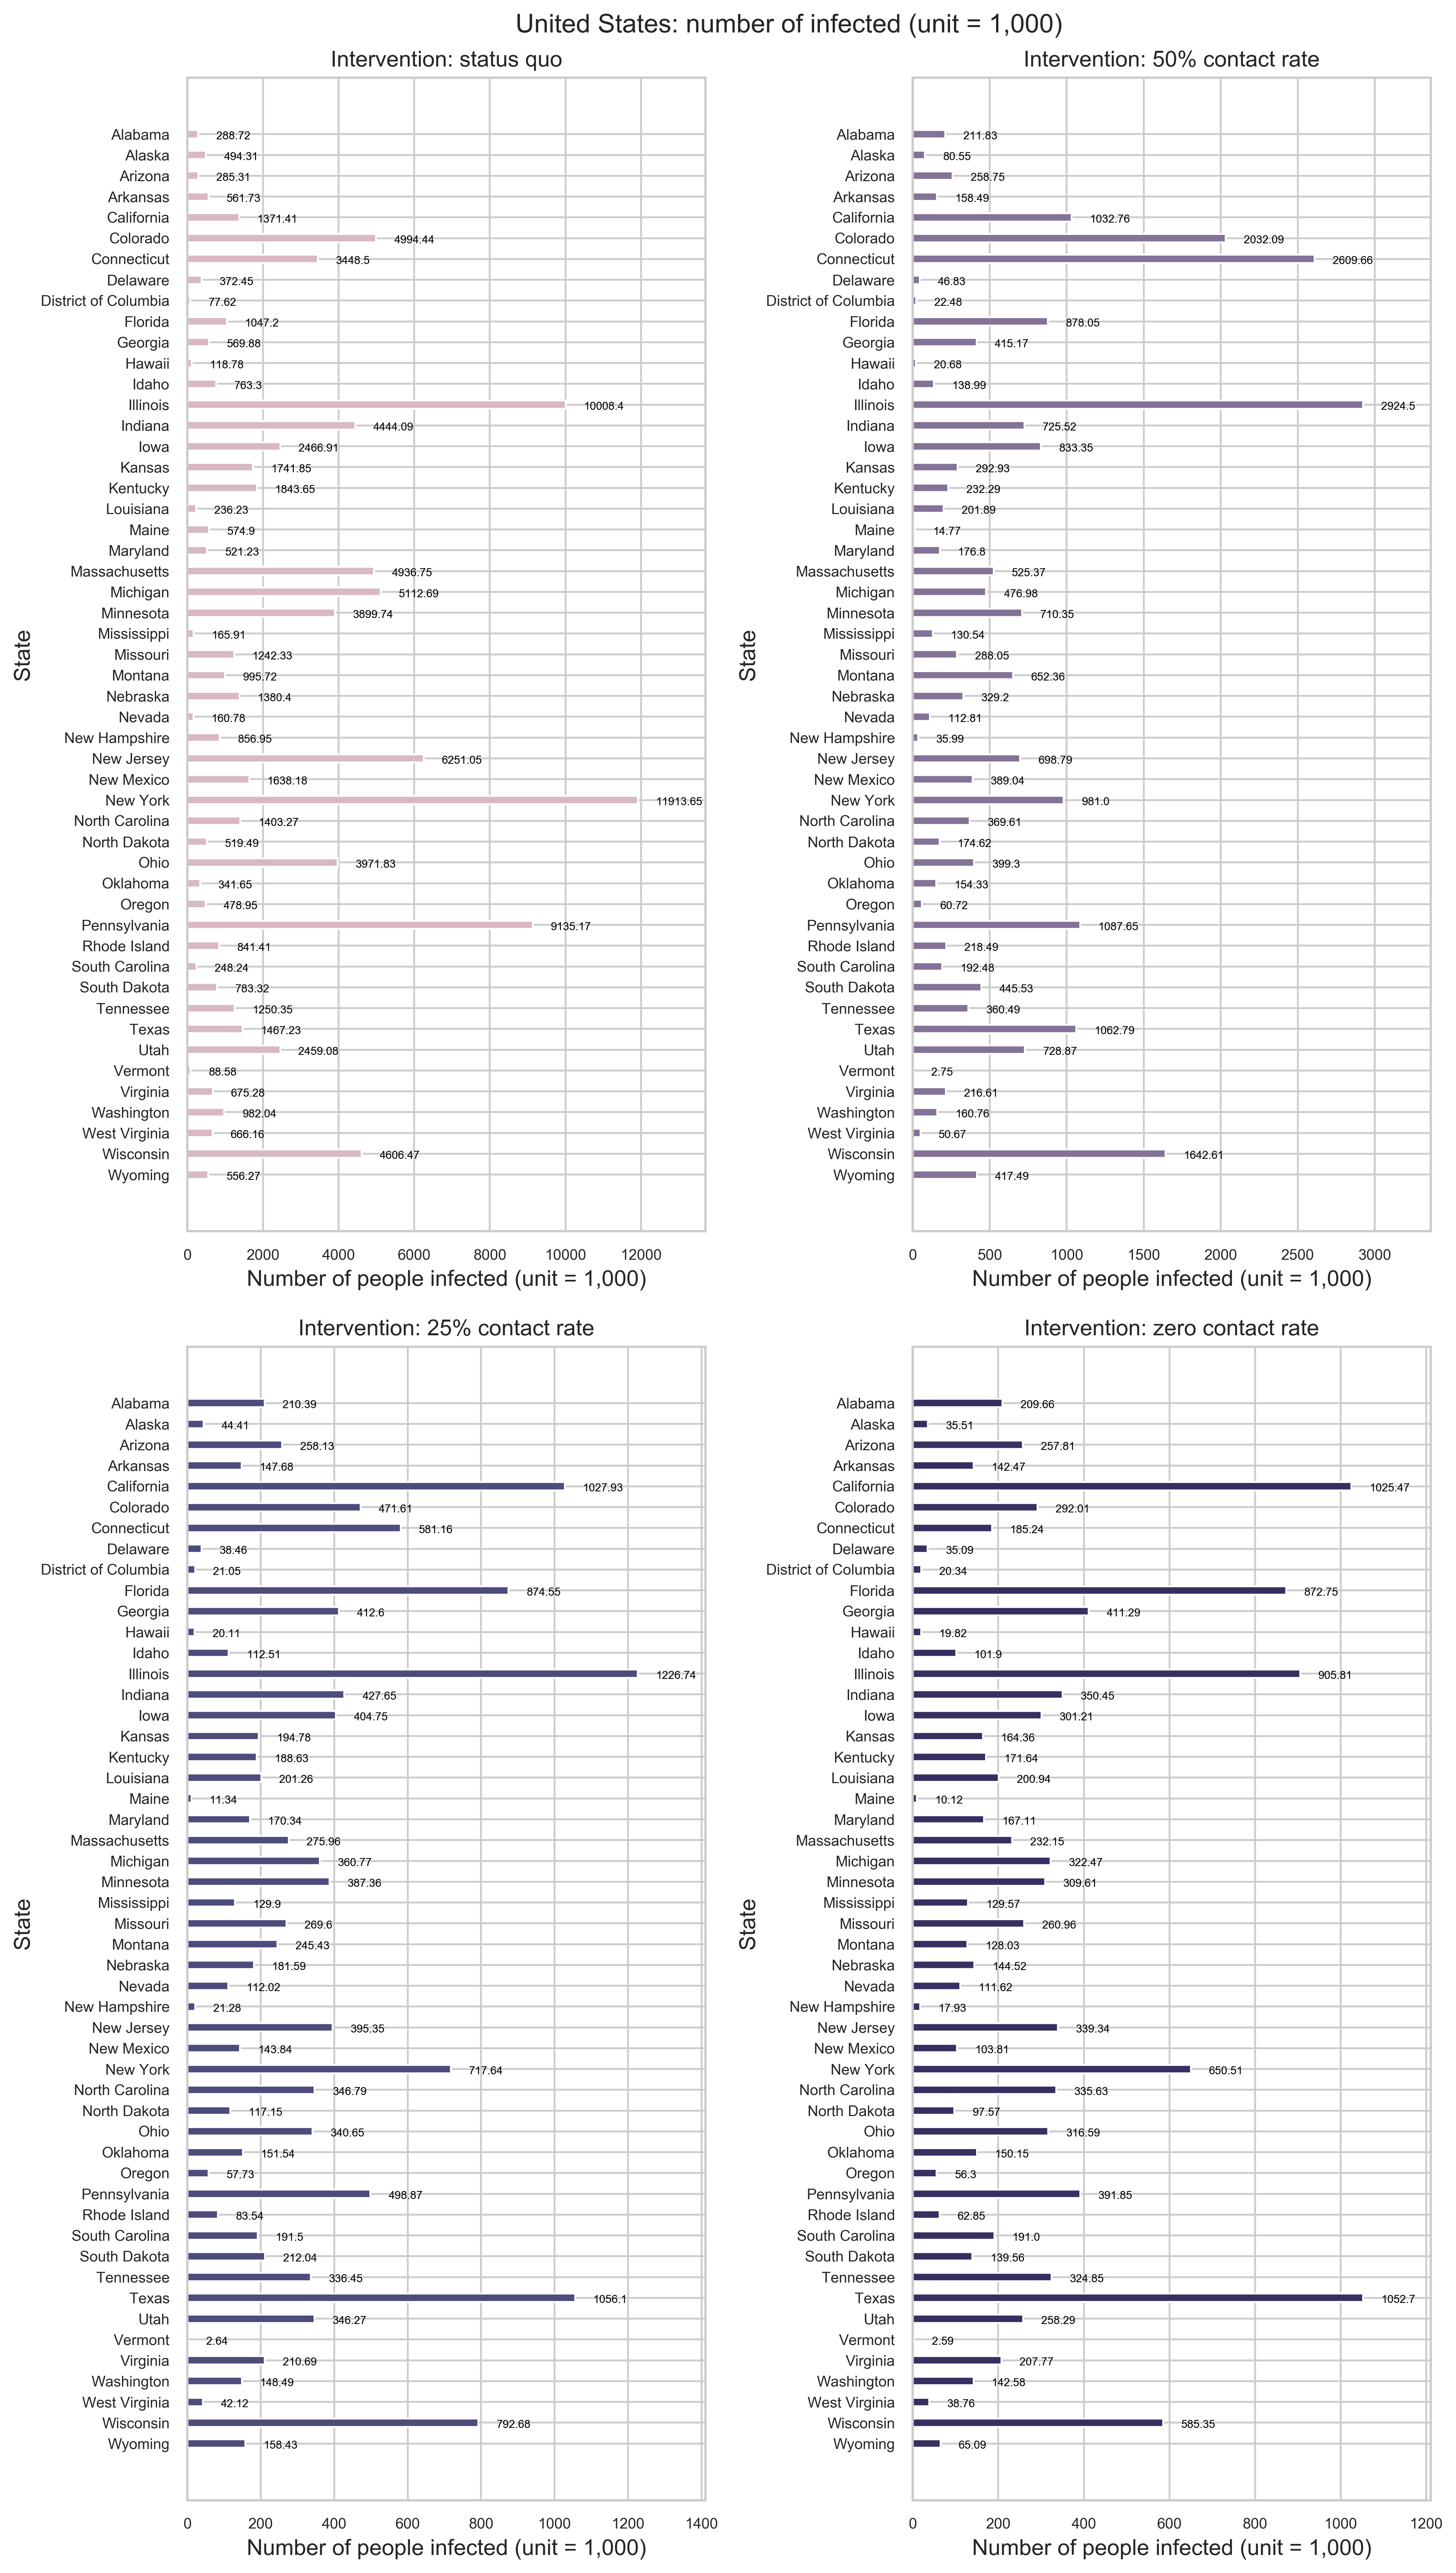 United States: number of infected (unit = 1,000)
Intervention: status quo
Alabama 288.72
Alaska 494.31
Arizona 285.31
Arkansas 561.73
California 1371.41
Colorado 4994.44
Connecticut 3448.5
Delaware 372.45
District of Columbia 77.62
Florida 1047.2
Georgia 569.88
Hawaii 118.78
Idaho 763.3
Illinois 10008.4
Indiana 4444.09
Iowa 2466.91
Kansas 1741.85
Kentucky 1843.65
Louisiana 236.23
Maine 574.9
Maryland 521.23
Massachusetts 4936.75
Michigan 5112.69
Minnesota 3899.74
Mississippi 165.91
Missouri 1242.33
Montana 995.72
Nebraska 1380.4
Nevada 160.78
New Hampshire 856.95
New Jersey 6251.05
New Mexico 1638.18
New York 11913.65
North Carolina 1403.27
North Dakota 519.49
Ohio 3971.83
Oklahoma 341.65
Oregon 478.95
Pennsylvania 9135.17
Rhode Island 841.41
South Carolina 248.24
South Dakota 783.32
Tennessee 1250.35
Texas 1467.23
Utah 2459.08
Vermont 88.58
Virginia 675.28
Washington 982.04
West Virginia 666.16
Wisconsin 4606.47
Wyoming 556.27
State
0 2000 4000 6000 8000 10000 12000
Number of people infected (unit = 1,000)
Intervention: 50% contact rate
Alabama 211.83
Alaska 80.55
Arizona 258.75
Arkansas 158.49
California 1032.76
Colorado 2032.09
Connecticut 2609.66
Delaware 46.83
District of Columbia 22.48
Florida 878.05
Georgia 415.17
Hawaii 20.68
Idaho 138.99
Illinois 2924.5
Indiana 725.52
Iowa 833.35
Kansas 292.93
Kentucky 232.29
Louisiana 201.89
Maine 14.77
Maryland 176.8
Massachusetts 525.37
Michigan 476.98
Minnesota 710.35
Mississippi 130.54
Missouri 288.05
Montana 652.36
Nebraska 329.2
Nevada 112.81
New Hampshire 35.99
New Jersey 698.79
New Mexico 389.04
New York 981.0
North Carolina 369.61
North Dakota 174.62
Ohio 399.3
Oklahoma 154.33
Oregon 60.72
Pennsylvania 1087.65
Rhode Island 218.49
South Carolina 192.48
South Dakota 445.53
Tennessee 360.49
Texas 1062.79
Utah 728.87
Vermont 2.75
Virginia 216.61
Washington 160.76
West Virginia 50.67
Wisconsin 1642.61
Wyoming 417.49
State
0 500 1000 1500 2000 2500 3000
Number of people infected (unit = 1,000)
Intervention: 25% contact rate
Alabama 210.39
Alaska 44.41
Arizona 258.13
Arkansas 147.68
California 1027.93
Colorado 471.61
Connecticut 581.16
Delaware 38.46
District of Columbia 21.05
Florida 874.55
Georgia 412.6
Hawaii 20.11
Idaho 112.51
Illinois 1226.74
Indiana 427.65
Iowa 404.75
Kansas 194.78
Kentucky 188.63
Louisiana 201.26
Maine 11.34
Maryland 170.34
Massachusetts 275.96
Michigan 360.77
Minnesota 387.36
Mississippi 129.9
Missouri 269.6
Montana 245.43
Nebraska 181.59
Nevada 112.02
New Hampshire 21.28
New Jersey 395.35
New Mexico 143.84
New York 717.64
North Carolina 346.79
North Dakota 117.15
Ohio 340.65
Oklahoma 151.54
Oregon 57.73
Pennsylvania 498.87
Rhode Island 83.54
South Carolina 191.5
South Dakota 212.04
Tennessee 336.45
Texas 1056.1
Utah 346.27
Vermont 2.64
Virginia 210.69
Washington 148.49
West Virginia 42.12
Wisconsin 792.68
Wyoming 158.43
State
0 200 400 600 800 1000 1200 1400
Number of people infected (unit = 1,000)
Intervention: zero contact rate
Alabama 209.66
Alaska 35.51
Arizona 257.81
Arkansas 142.47
California 1025.47
Colorado 292.01
Connecticut 185.24
Delaware 35.09
District of Columbia 20.34
Florida 872.75
Georgia 411.29
Hawaii 19.82
Idaho 101.9
Illinois 905.81
Indiana 350.45
Iowa 301.21
Kansas 164.36
Kentucky 171.64
Louisiana 200.94
Maine 10.12
Maryland 167.11
Massachusetts 232.15
Michigan 322.47
Minnesota 309.61
Mississippi 129.57
Missouri 260.96
Montana 128.03
Nebraska 144.52
Nevada 111.62
New Hampshire 17.93
New Jersey 339.34
New Mexico 103.81
New York 650.51
North Carolina 335.63
North Dakota 97.57
Ohio 316.59
Oklahoma 150.15
Oregon 56.3
Pennsylvania 391.85
Rhode Island 62.85
South Carolina 191.0
South Dakota 139.56
Tennessee 324.85
Texas 1052.7
Utah 258.29
Vermont 2.59
Virginia 207.77
Washington 142.58
West Virginia 38.76
Wisconsin 585.35
Wyoming 65.09
State
0 200 400 600 800 1000 1200
Number of people infected (unit = 1,000)